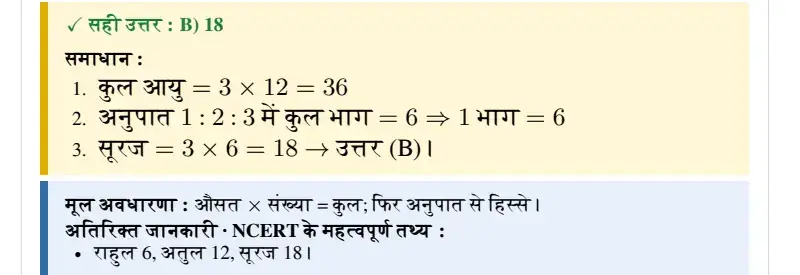 ✓ सही उत्तर : B) 18
समाधान :
1. कुल आयु = 3 × 12 = 36
2. अनुपात 1 : 2 : 3 में कुल भाग = 6 ⇒ 1 भाग = 6
3. सूरज = 3 × 6 = 18 → उत्तर (B)।
मूल अवधारणा : औसत × संख्या = कुल; फिर अनुपात से हिस्से।
अतिरिक्त जानकारी · NCERT के महत्वपूर्ण तथ्य :
• राहुल 6, अतुल 12, सूरज 18।